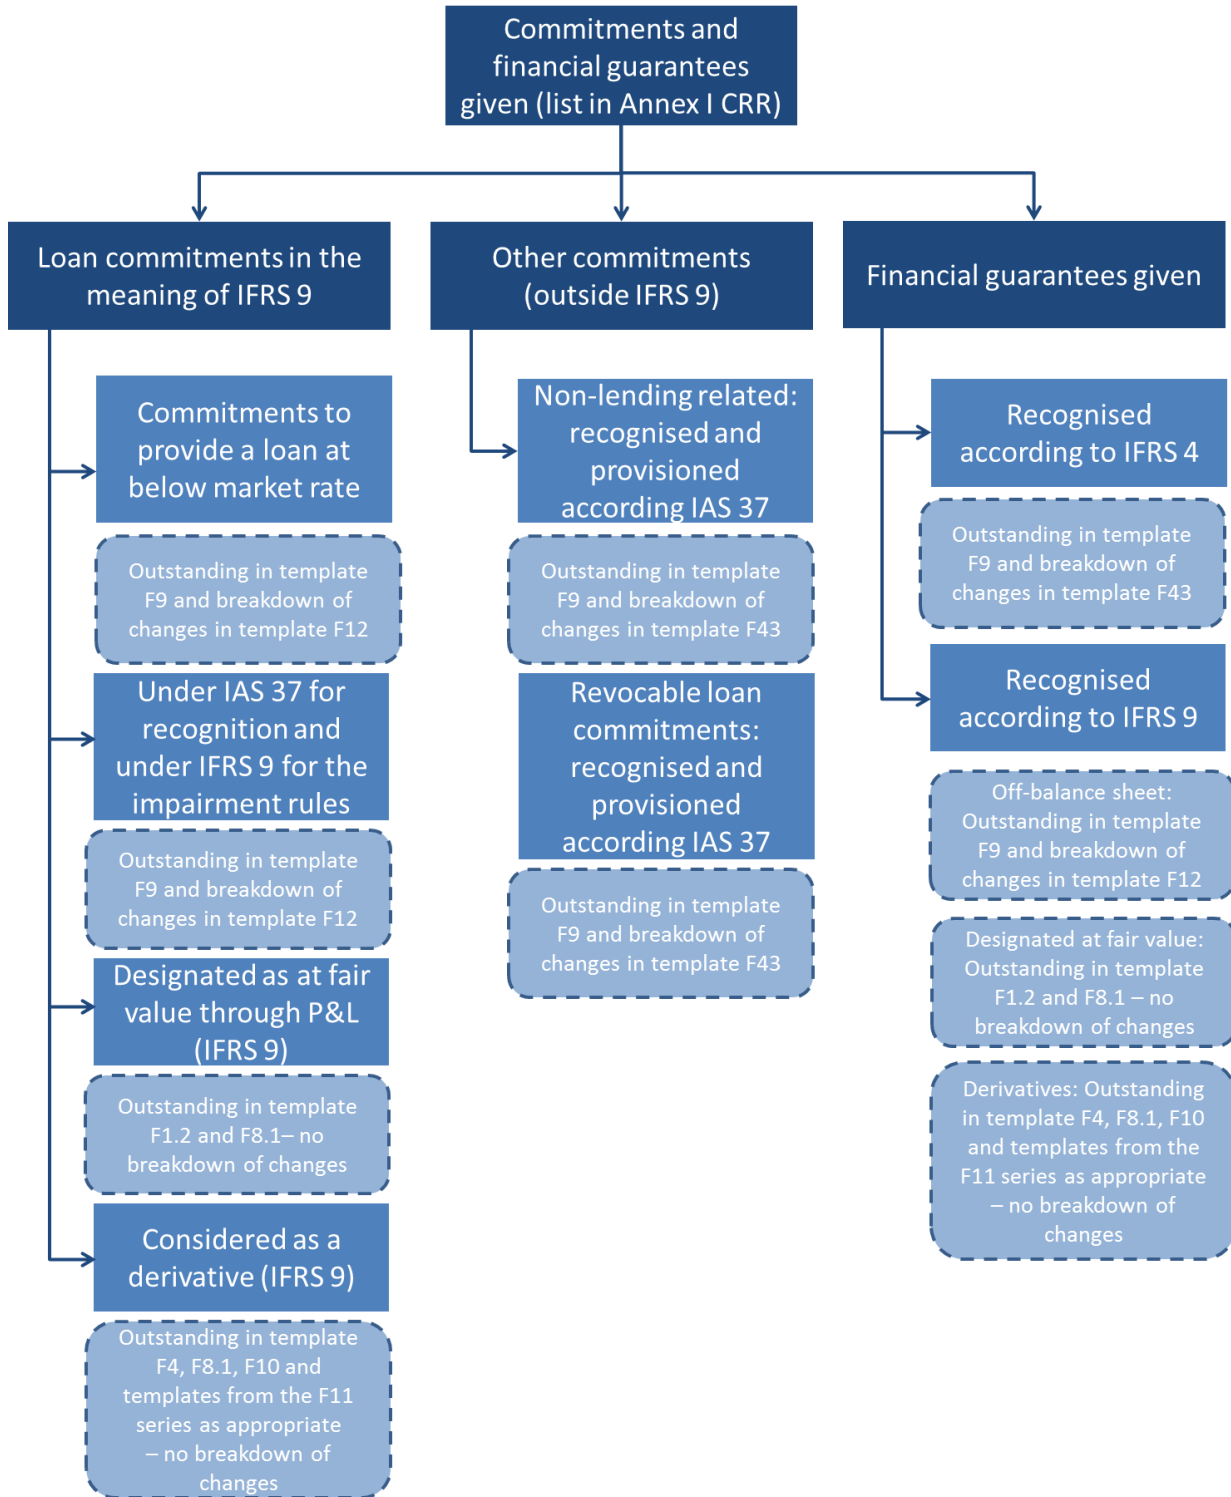 Commitments and
financial guarantees
given (list in Annex I CRR)
Loan commitments in the
meaning of IFRS 9
Commitments to
provide a loan at
below market rate
Outstanding in template
F9 and breakdown of
changes in template F12
Under IAS 37 for
recognition and
under IFRS 9 for the
impairment rules
Outstanding in template
F9 and breakdown of
changes in template F12
Designated as at fair
value through P&L
(IFRS 9)
Outstanding in template
F1.2 and F8.1– no
breakdown of changes
Considered as a
derivative (IFRS 9)
Outstanding in template
F4, F8.1, F10 and
templates from the F11
series as appropriate
– no breakdown of
changes
Other commitments
(outside IFRS 9)
Non-lending related:
recognised and
provisioned
according IAS 37
Outstanding in template
F9 and breakdown of
changes in template F43
Revocable loan
commitments:
recognised and
provisioned
according IAS 37
Outstanding in template
F9 and breakdown of
changes in template F43
Financial guarantees given
Recognised
according to IFRS 4
Outstanding in template
F9 and breakdown of
changes in template F43
Recognised
according to IFRS 9
Off-balance sheet:
Outstanding in template
F9 and breakdown of
changes in template F12
Designated at fair value:
Outstanding in template
F1.2 and F8.1 – no
breakdown of changes
Derivatives: Outstanding
in template F4, F8.1, F10
and templates from the
F11 series as appropriate
– no breakdown of
changes